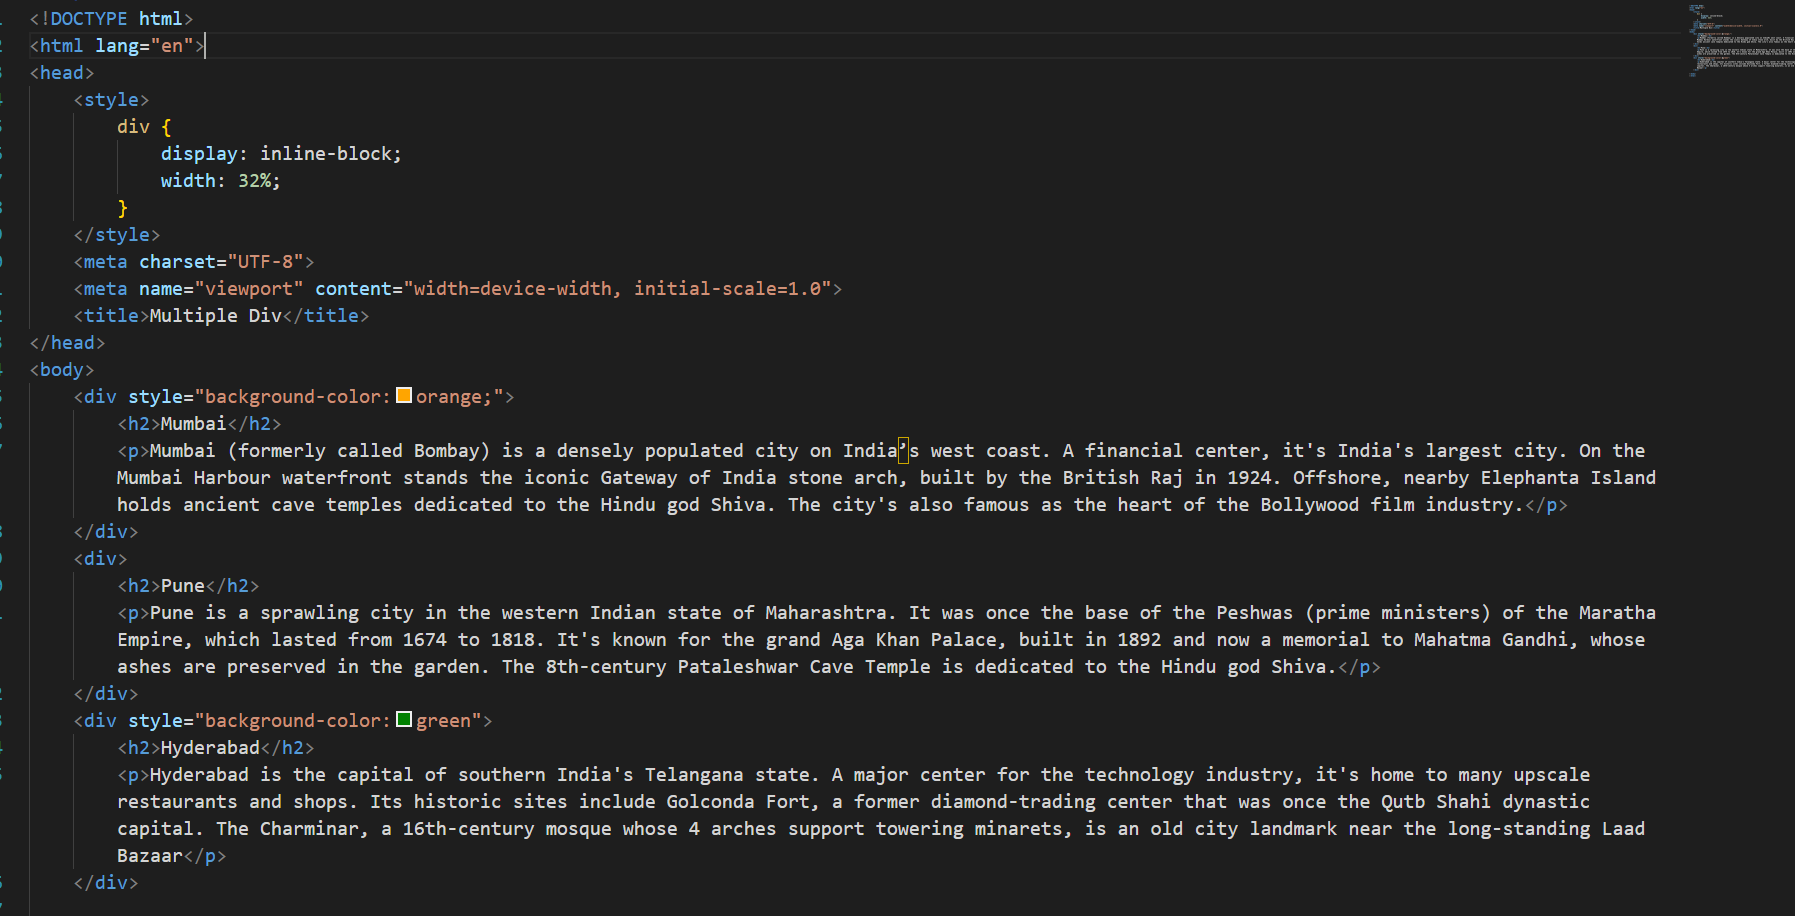 <!DOCTYPE html>
<html lang="en">
<head>
    <style>
        div {
            display: inline-block;
            width: 32%;
        }
    </style>
    <meta charset="UTF-8">
    <meta name="viewport" content="width=device-width, initial-scale=1.0">
    <title>Multiple Div</title>
</head>
<body>
    <div style="background-color: orange;">
        <h2>Mumbai</h2>
        <p>Mumbai (formerly called Bombay) is a densely populated city on India’s west coast. A financial center, it's India's largest city. On the
        Mumbai Harbour waterfront stands the iconic Gateway of India stone arch, built by the British Raj in 1924. Offshore, nearby Elephanta Island
        holds ancient cave temples dedicated to the Hindu god Shiva. The city's also famous as the heart of the Bollywood film industry.</p>
    </div>
    <div>
        <h2>Pune</h2>
        <p>Pune is a sprawling city in the western Indian state of Maharashtra. It was once the base of the Peshwas (prime ministers) of the Maratha
        Empire, which lasted from 1674 to 1818. It's known for the grand Aga Khan Palace, built in 1892 and now a memorial to Mahatma Gandhi, whose
        ashes are preserved in the garden. The 8th-century Pataleshwar Cave Temple is dedicated to the Hindu god Shiva.</p>
    </div>
    <div style="background-color: green">
        <h2>Hyderabad</h2>
        <p>Hyderabad is the capital of southern India's Telangana state. A major center for the technology industry, it's home to many upscale
        restaurants and shops. Its historic sites include Golconda Fort, a former diamond-trading center that was once the Qutb Shahi dynastic
        capital. The Charminar, a 16th-century mosque whose 4 arches support towering minarets, is an old city landmark near the long-standing Laad
        Bazaar</p>
    </div>